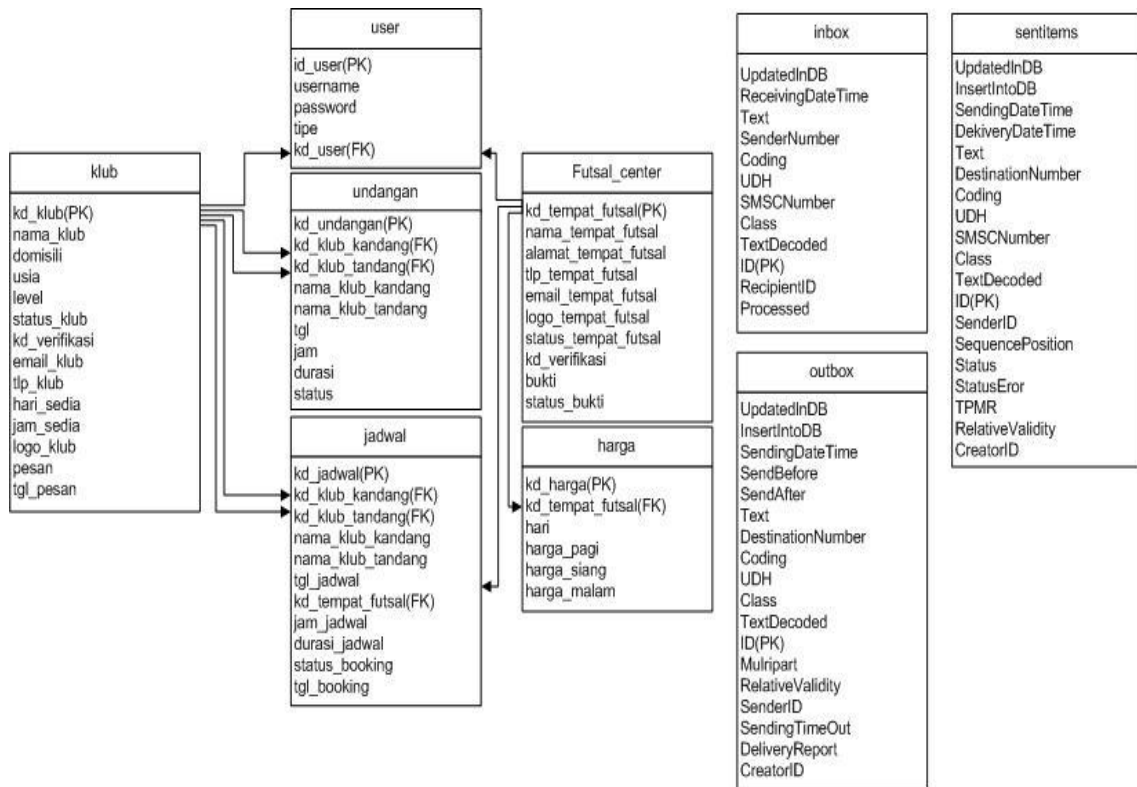 user
id_user(PK)
username
password
tipe
kd_user(FK)
klub
kd_klub(PK)
nama_klub
domisili
usia
level
status_klub
kd_verifikasi
email_klub
tlp_klub
hari_sedia
jam_sedia
logo_klub
pesan
tgl_pesan
undangan
kd_undangan(PK)
kd_klub_kandang(FK)
kd_klub_tandang(FK)
nama_klub_kandang
nama_klub_tandang
tgl
jam
durasi
status
jadwal
kd_jadwal(PK)
kd_klub_kandang(FK)
kd_klub_tandang(FK)
nama_klub_kandang
nama_klub_tandang
tgl_jadwal
kd_tempat_futsal(FK)
jam_jadwal
durasi_jadwal
status_booking
tgl_booking
Futsal_center
kd_tempat_futsal(PK)
nama_tempat_futsal
alamat_tempat_futsal
tlp_tempat_futsal
email_tempat_futsal
logo_tempat_futsal
status_tempat_futsal
kd_verifikasi
bukti
status_bukti
harga
kd_harga(PK)
kd_tempat_futsal(FK)
hari
harga_pagi
harga_siang
harga_malam
inbox
UpdatedInDB
ReceivingDateTime
Text
SenderNumber
Coding
UDH
SMSCNumber
Class
TextDecoded
ID(PK)
RecipientID
Processed
outbox
UpdatedInDB
InsertIntoDB
SendingDateTime
SendBefore
SendAfter
Text
DestinationNumber
Coding
UDH
Class
TextDecoded
ID(PK)
Mulripart
RelativeValidity
SenderID
SendingTimeOut
DeliveryReport
CreatorID
sentitems
UpdatedInDB
InsertIntoDB
SendingDateTime
DekiveryDateTime
Text
DestinationNumber
Coding
UDH
SMSCNumber
Class
TextDecoded
ID(PK)
SenderID
SequencePosition
Status
StatusEror
TPMR
RelativeValidity
CreatorID